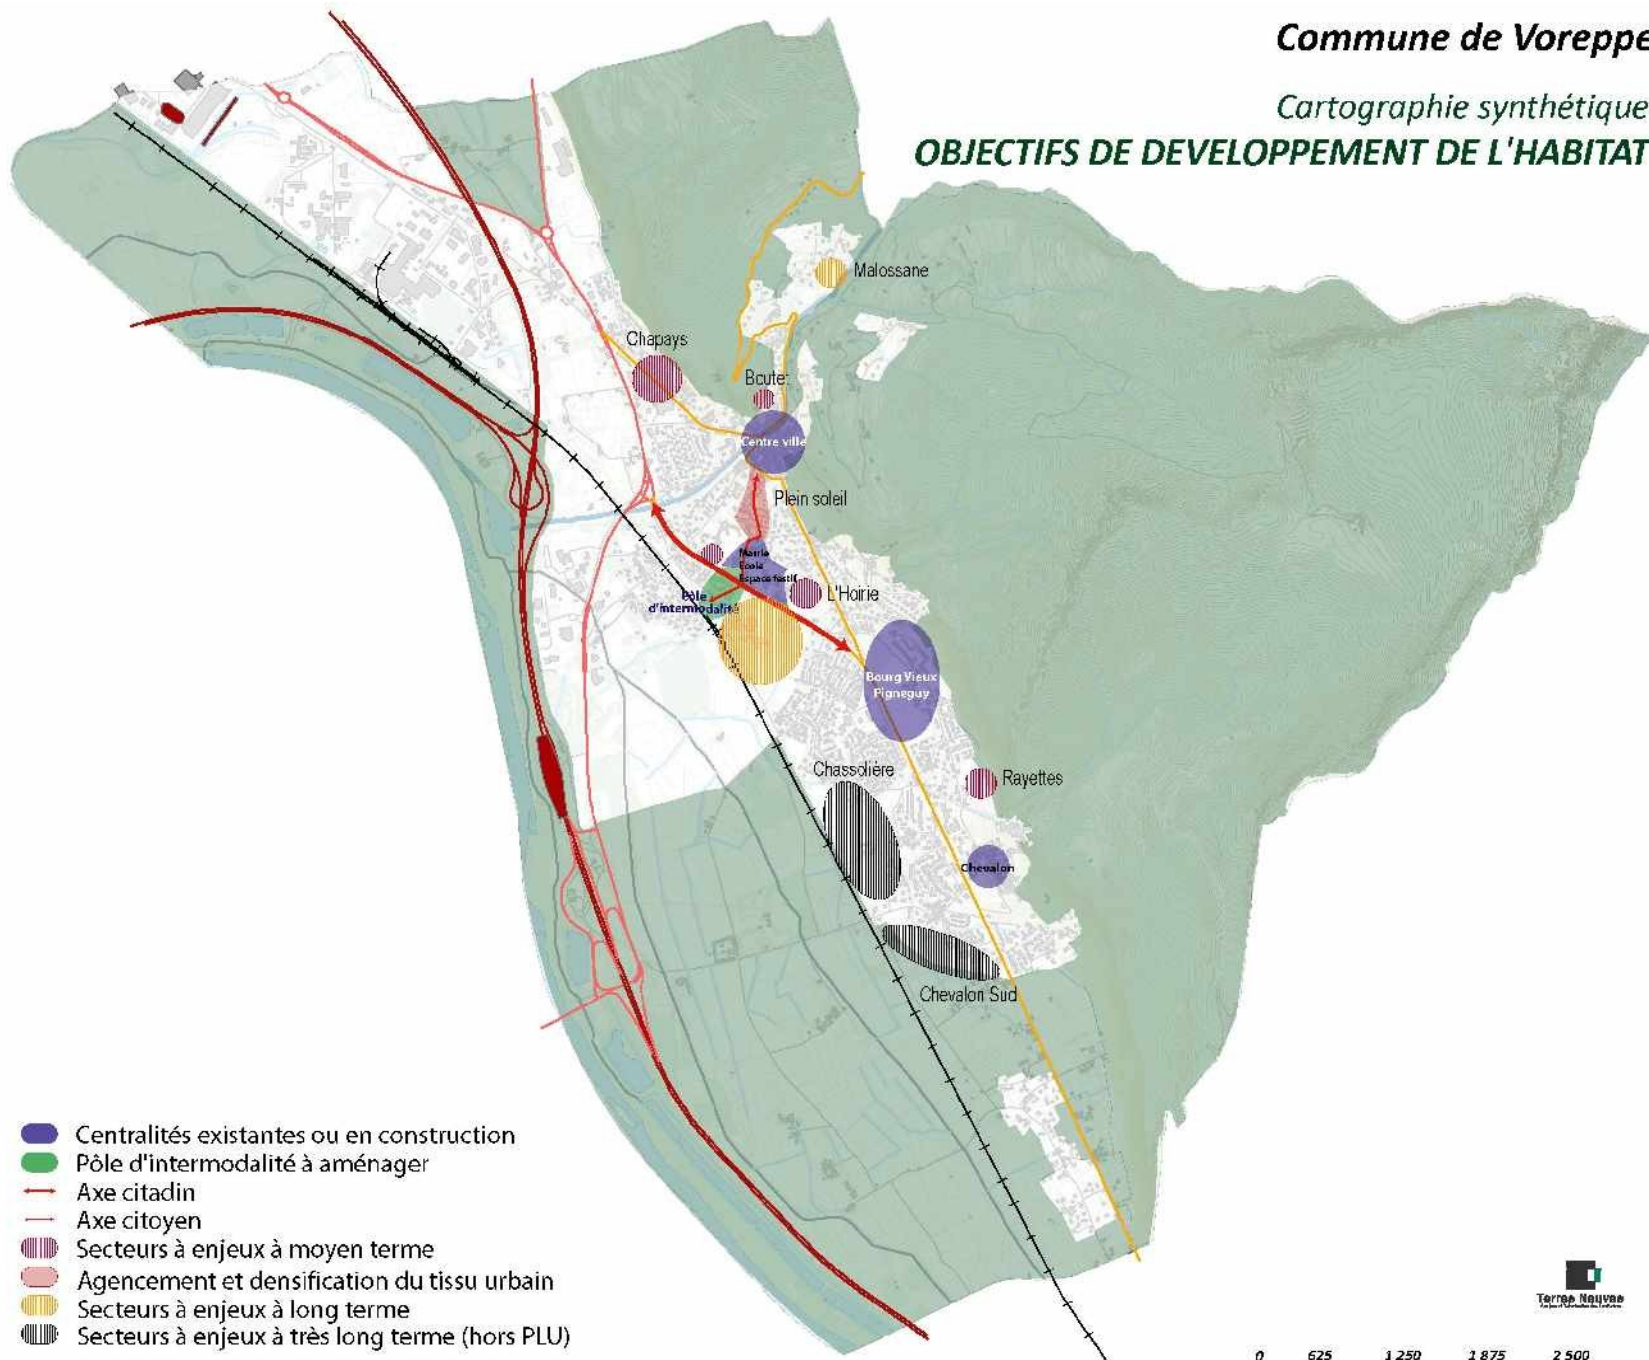 Commune de Voreppe
Cartographie synthétique
OBJECTIFS DE DEVELOPPEMENT DE L'HABITAT
Malossane
Chapays
Boutet
Centre ville
Plein soleil
Mairie
Ecole
Espace festif
L'Hoirie
Pôle
d'intermodalité
Bourg Vieux
Pigneguy
Chassolière
Rayettes
Chevalon
Chevalon Sud
Centralités existantes ou en construction
Pôle d'intermodalité à aménager
Axe citadin
Axe citoyen
Secteurs à enjeux à moyen terme
Agencement et densification du tissu urbain
Secteurs à enjeux à long terme
Secteurs à enjeux à très long terme (hors PLU)
Terres Neuves
0 625 1 250 1 875 2 500